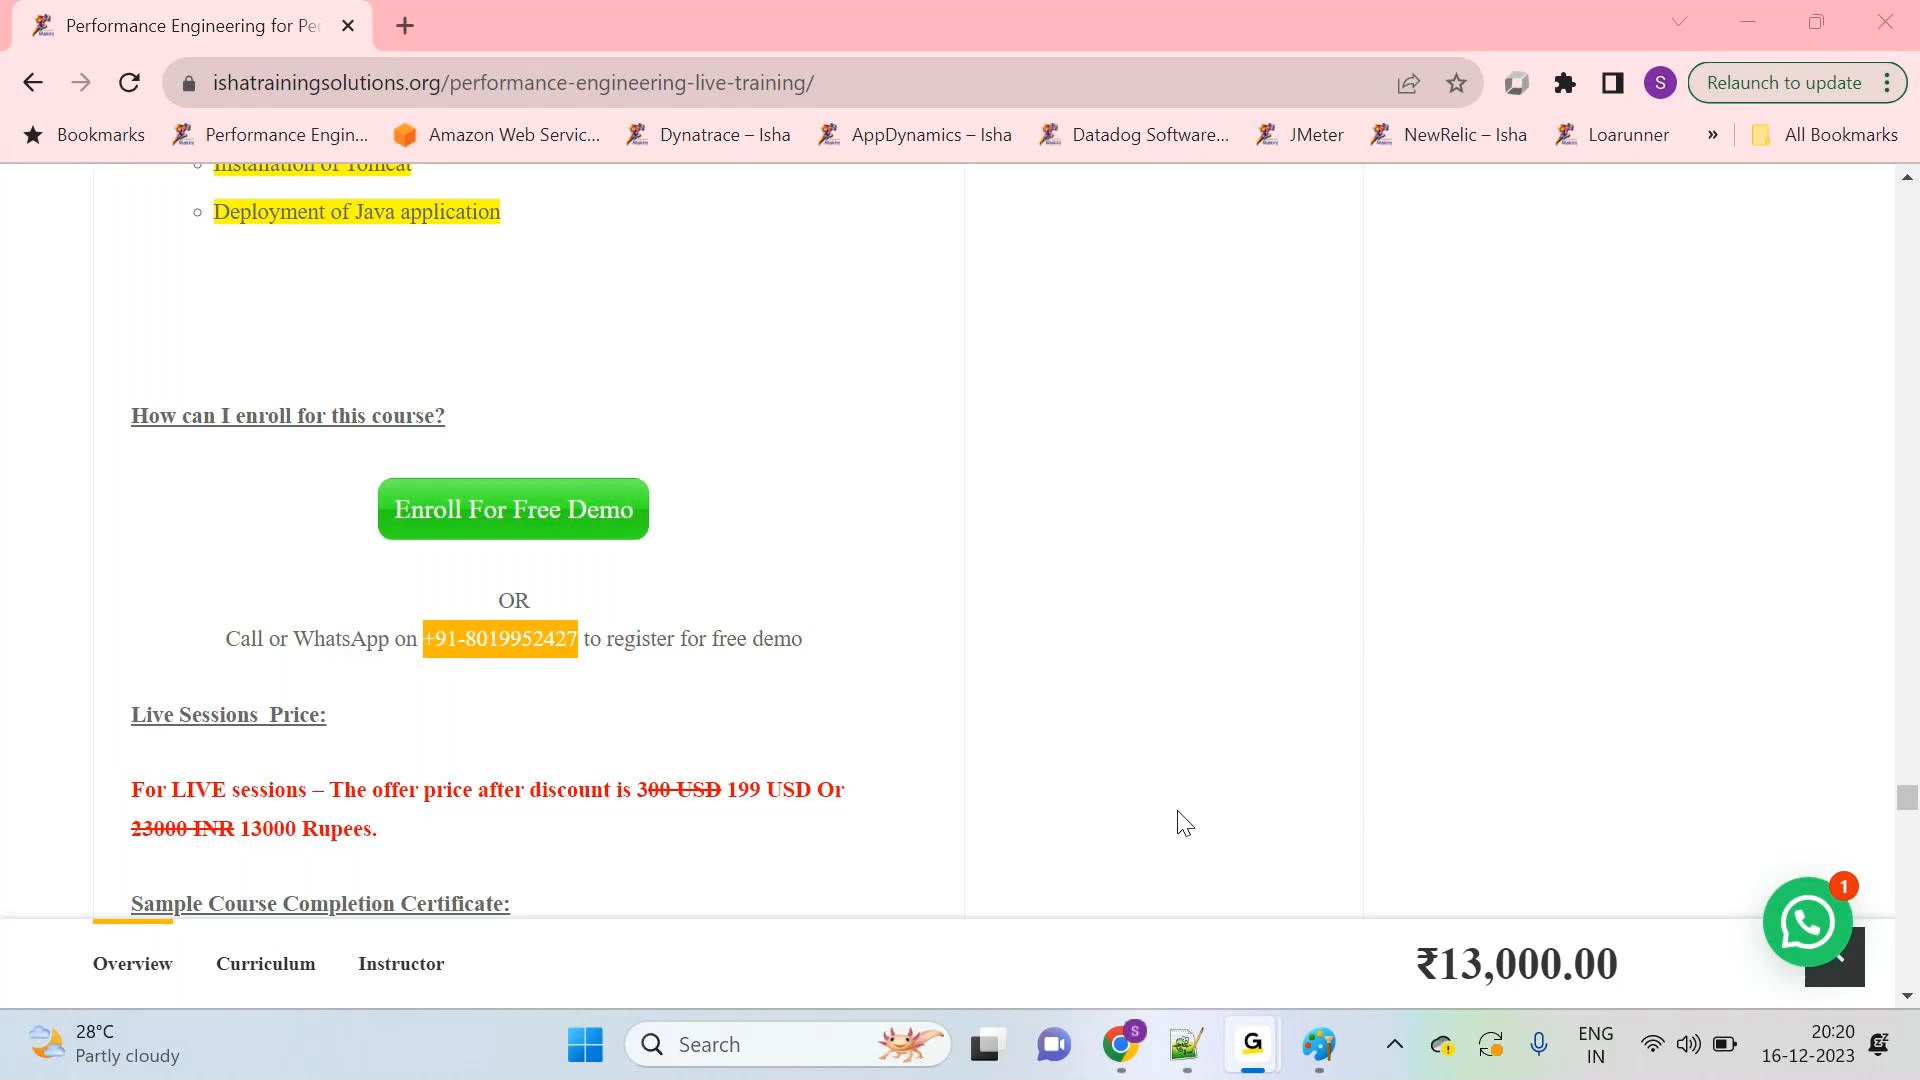 Performance Engineering for Per
ishatrainingsolutions.org/performance-engineering-live-training/
S
Relaunch to update
Bookmarks
Performance Engin...
Amazon Web Servic...
Dynatrace – Isha
AppDynamics – Isha
Datadog Software...
JMeter
NewRelic – Isha
Loarunner
»
All Bookmarks
Installation of Tomcat
Deployment of Java application
How can I enroll for this course?
Enroll For Free Demo
OR
Call or WhatsApp on +91-8019952427 to register for free demo
Live Sessions Price:
For LIVE sessions – The offer price after discount is 300 USD 199 USD Or
23000 INR 13000 Rupees.
Sample Course Completion Certificate:
1
Overview
Curriculum
Instructor
₹13,000.00
28°C
Partly cloudy
Search
S
G
ENG
IN
20:20
16-12-2023